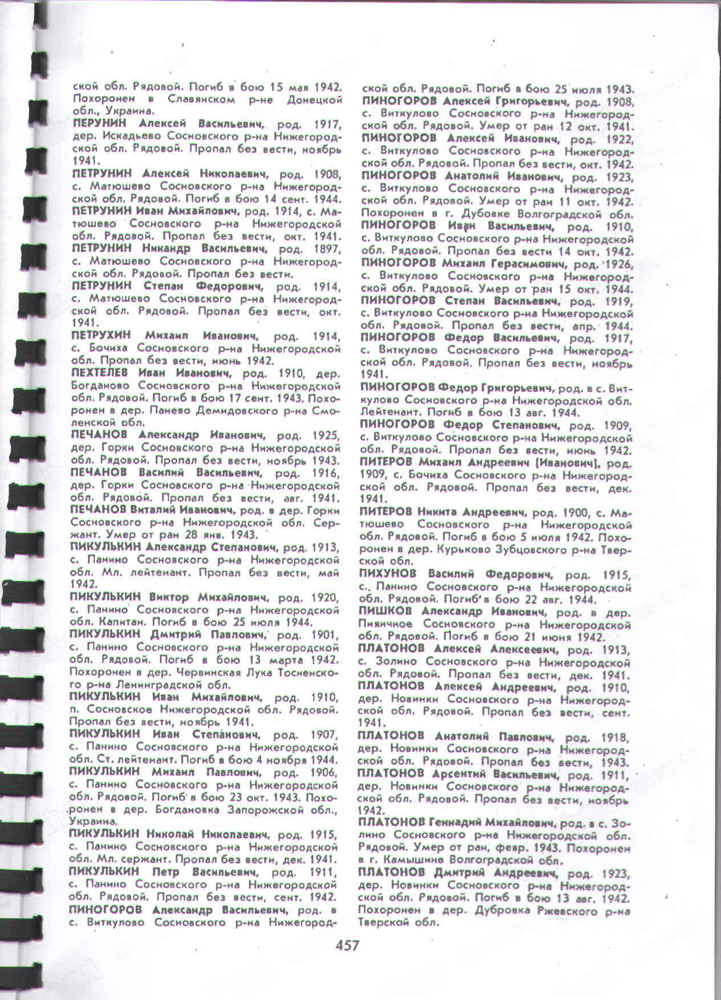 ской обл. Рядовой. Погиб в бою 15 мая 1942.
Похоронен в Славянском р-не Донецкой
обл., Украина.
ПЕРУНИН Алексей Васильевич, род. 1917,
дер. Искадьево Сосновского р-на Нижегород-
ской обл. Рядовой. Пропал без вести, ноябрь
1941.
ПЕТРУНИН Алексей Николаевич, род. 1908,
с. Матюшево Сосновского р-на Нижегород-
ской обл. Рядовой. Погиб в бою 14 сент. 1944.
ПЕТРУНИН Иван Михайлович, род. 1914, с. Ма-
тюшево Сосновского р-на Нижегородской
обл. Рядовой. Пропал без вести, окт. 1941.
ПЕТРУНИН Никандр Васильевич, род. 1897,
с. Матюшево Сосновского р-на Нижегород-
ской обл. Рядовой. Пропал без вести.
ПЕТРУНИН Степан Федорович, род. 1914,
с. Матюшево Сосновского р-на Нижегород-
ской обл. Рядовой. Пропал без вести, окт.
1941.
ПЕТРУХИН Михаил Иванович, род. 1914,
с. Бочиха Сосновского р-на Нижегородской
обл. Пропал без вести, июнь 1942.
ПЕХТЕЛЕВ Иван Иванович, род. 1910, дер.
Богданово Сосновского р-на Нижегородской
обл. Рядовой. Погиб в бою 17 сент. 1943. Похо-
ронен в дер. Панево Демидовского р-на Смо-
ленской обл.
ПЕЧАНОВ Александр Иванович, род. 1925,
дер. Горки Сосновского р-на Нижегородской
обл. Рядовой. Пропал без вести, ноябрь 1943.
ПЕЧАНОВ Василий Васильевич, род. 1916,
дер. Горки Сосновского р-на Нижегородской
обл. Рядовой. Пропал без вести, авг. 1941.
ПЕЧАНОВ Виталий Иванович, род. в дер. Горки
Сосновского р-на Нижегородской обл. Сер-
жант. Умер от ран 28 янв. 1943.
ПИКУЛЬКИН Александр Степанович, род. 1913,
с. Панино Сосновского р-на Нижегородской
обл. Мл. лейтенант. Пропал без вести, май
1942.
ПИКУЛЬКИН Виктор Михайлович, род. 1920,
с. Панино Сосновского р-на Нижегородской
обл. Капитан. Погиб в бою 25 июля 1944.
ПИКУЛЬКИН Дмитрий Павлович, род. 1901,
с. Панино Сосновского р-на Нижегородской
обл. Рядовой. Погиб в бою 13 марта 1942.
Похоронен в дер. Червинская Лука Тосненско-
го р-на Ленинградской обл.
ПИКУЛЬКИН Иван Михайлович, род. 1910,
п. Сосновское Нижегородской обл. Рядовой.
Пропал без вести, ноябрь 1941.
ПИКУЛЬКИН Иван Степанович, род. 1907,
с. Панино Сосновского р-на Нижегородской
обл. Ст. лейтенант. Погиб в бою 4 ноября 1944.
ПИКУЛЬКИН Михаил Павлович, род. 1906,
с. Панино Сосновского р-на Нижегородской
обл. Рядовой. Погиб в бою 23 окт. 1943. Похо-
ронен в дер. Богдановка Запорожской обл.,
Украина.
ПИКУЛЬКИН Николай Николаевич, род. 1915,
с. Панино Сосновского р-на Нижегородской
обл. Мл. сержант. Пропал без вести, дек. 1941.
ПИКУЛЬКИН Петр Васильевич, род. 1911,
с. Панино Сосновского р-на Нижегородской
обл. Рядовой. Пропал без вести, сент. 1942.
ПИНОГОРОВ Александр Васильевич, род. в
с. Виткулово Сосновского р-на Нижегород-
ской обл. Рядовой. Погиб в бою 25 июля 1943.
ПИНОГОРОВ Алексей Григорьевич, род. 1908,
с. Виткулово Сосновского р-на Нижегород-
ской обл. Рядовой. Умер от ран 12 окт. 1941.
ПИНОГОРОВ Алексей Иванович, род. 1922,
с. Виткулово Сосновского р-на Нижегород-
ской обл. Рядовой. Пропал без вести, окт. 1942.
ПИНОГОРОВ Анатолий Иванович, род. 1923,
с. Виткулово Сосновского р-на Нижегород-
ской обл. Рядовой. Умер от ран 11 окт. 1942.
Похоронен в г. Дубовке Волгоградской обл.
ПИНОГОРОВ Иван Васильевич, род. 1910,
с. Виткулово Сосновского р-на Нижегородской
обл. Рядовой. Пропал без вести 14 окт. 1942.
ПИНОГОРОВ Михаил Герасимович, род. 1926,
с. Виткулово Сосновского р-на Нижегород-
ской обл. Рядовой. Умер от ран 15 окт. 1944.
ПИНОГОРОВ Степан Васильевич, род. 1919,
с. Виткулово Сосновского р-на Нижегородской
обл. Рядовой. Пропал без вести, апр. 1944.
ПИНОГОРОВ Федор Васильевич, род. 1917,
с. Виткулово Сосновского р-на Нижегород-
ской обл. Рядовой. Пропал без вести, ноябрь
1941.
ПИНОГОРОВ Федор Григорьевич, род. в с. Вит-
кулово Сосновского р-на Нижегородской обл.
Лейтенант. Погиб в бою 13 авг. 1944.
ПИНОГОРОВ Федор Степанович, род. 1909,
с. Виткулово Сосновского р-на Нижегородской
обл. Рядовой. Пропал без вести, июнь 1942.
ПИТЕРОВ Михаил Андреевич (Иванович), род.
1909, с. Бочиха Сосновского р-на Нижегород-
ской обл. Рядовой. Пропал без вести, дек.
1941.
ПИТЕРОВ Никита Андреевич, род. 1900, с. Ма-
тюшево Сосновского р-на Нижегородской
обл. Рядовой. Погиб в бою 5 июля 1942. Похо-
ронен в дер. Курьково Зубцовского р-на Твер-
ской обл.
ПИХУНОВ Василий Федорович, род. 1915,
с. Панино Сосновского р-на Нижегородской
обл. Рядовой. Погиб в бою 22 авг. 1944.
ПИШКОВ Александр Иванович, род. в дер.
Пиявичное Сосновского р-на Нижегородской
обл. Рядовой. Погиб в бою 21 июня 1942.
ПЛАТОНОВ Алексей Алексеевич, род. 1913,
с. Золино Сосновского р-на Нижегородской
обл. Рядовой. Пропал без вести, дек. 1941.
ПЛАТОНОВ Алексей Андреевич, род. 1910,
дер. Новинки Сосновского р-на Нижегород-
ской обл. Рядовой. Пропал без вести, сент.
1941.
ПЛАТОНОВ Анатолий Павлович, род. 1918,
дер. Новинки Сосновского р-на Нижегород-
ской обл. Рядовой. Пропал без вести, 1943.
ПЛАТОНОВ Арсентий Васильевич, род. 1911,
дер. Новинки Сосновского р-на Нижегород-
ской обл. Рядовой. Пропал без вести, ноябрь
1942.
ПЛАТОНОВ Геннадий Михайлович, род. в с. Зо-
лино Сосновского р-на Нижегородской обл.
Рядовой. Умер от ран, февр. 1943. Похоронен
в г. Камышине Волгоградской обл.
ПЛАТОНОВ Дмитрий Андреевич, род. 1923,
дер. Новинки Сосновского р-на Нижегород-
ской обл. Рядовой. Погиб в бою 13 авг. 1942.
Похоронен в дер. Дубровка Ржевского р-на
Тверской обл.
457